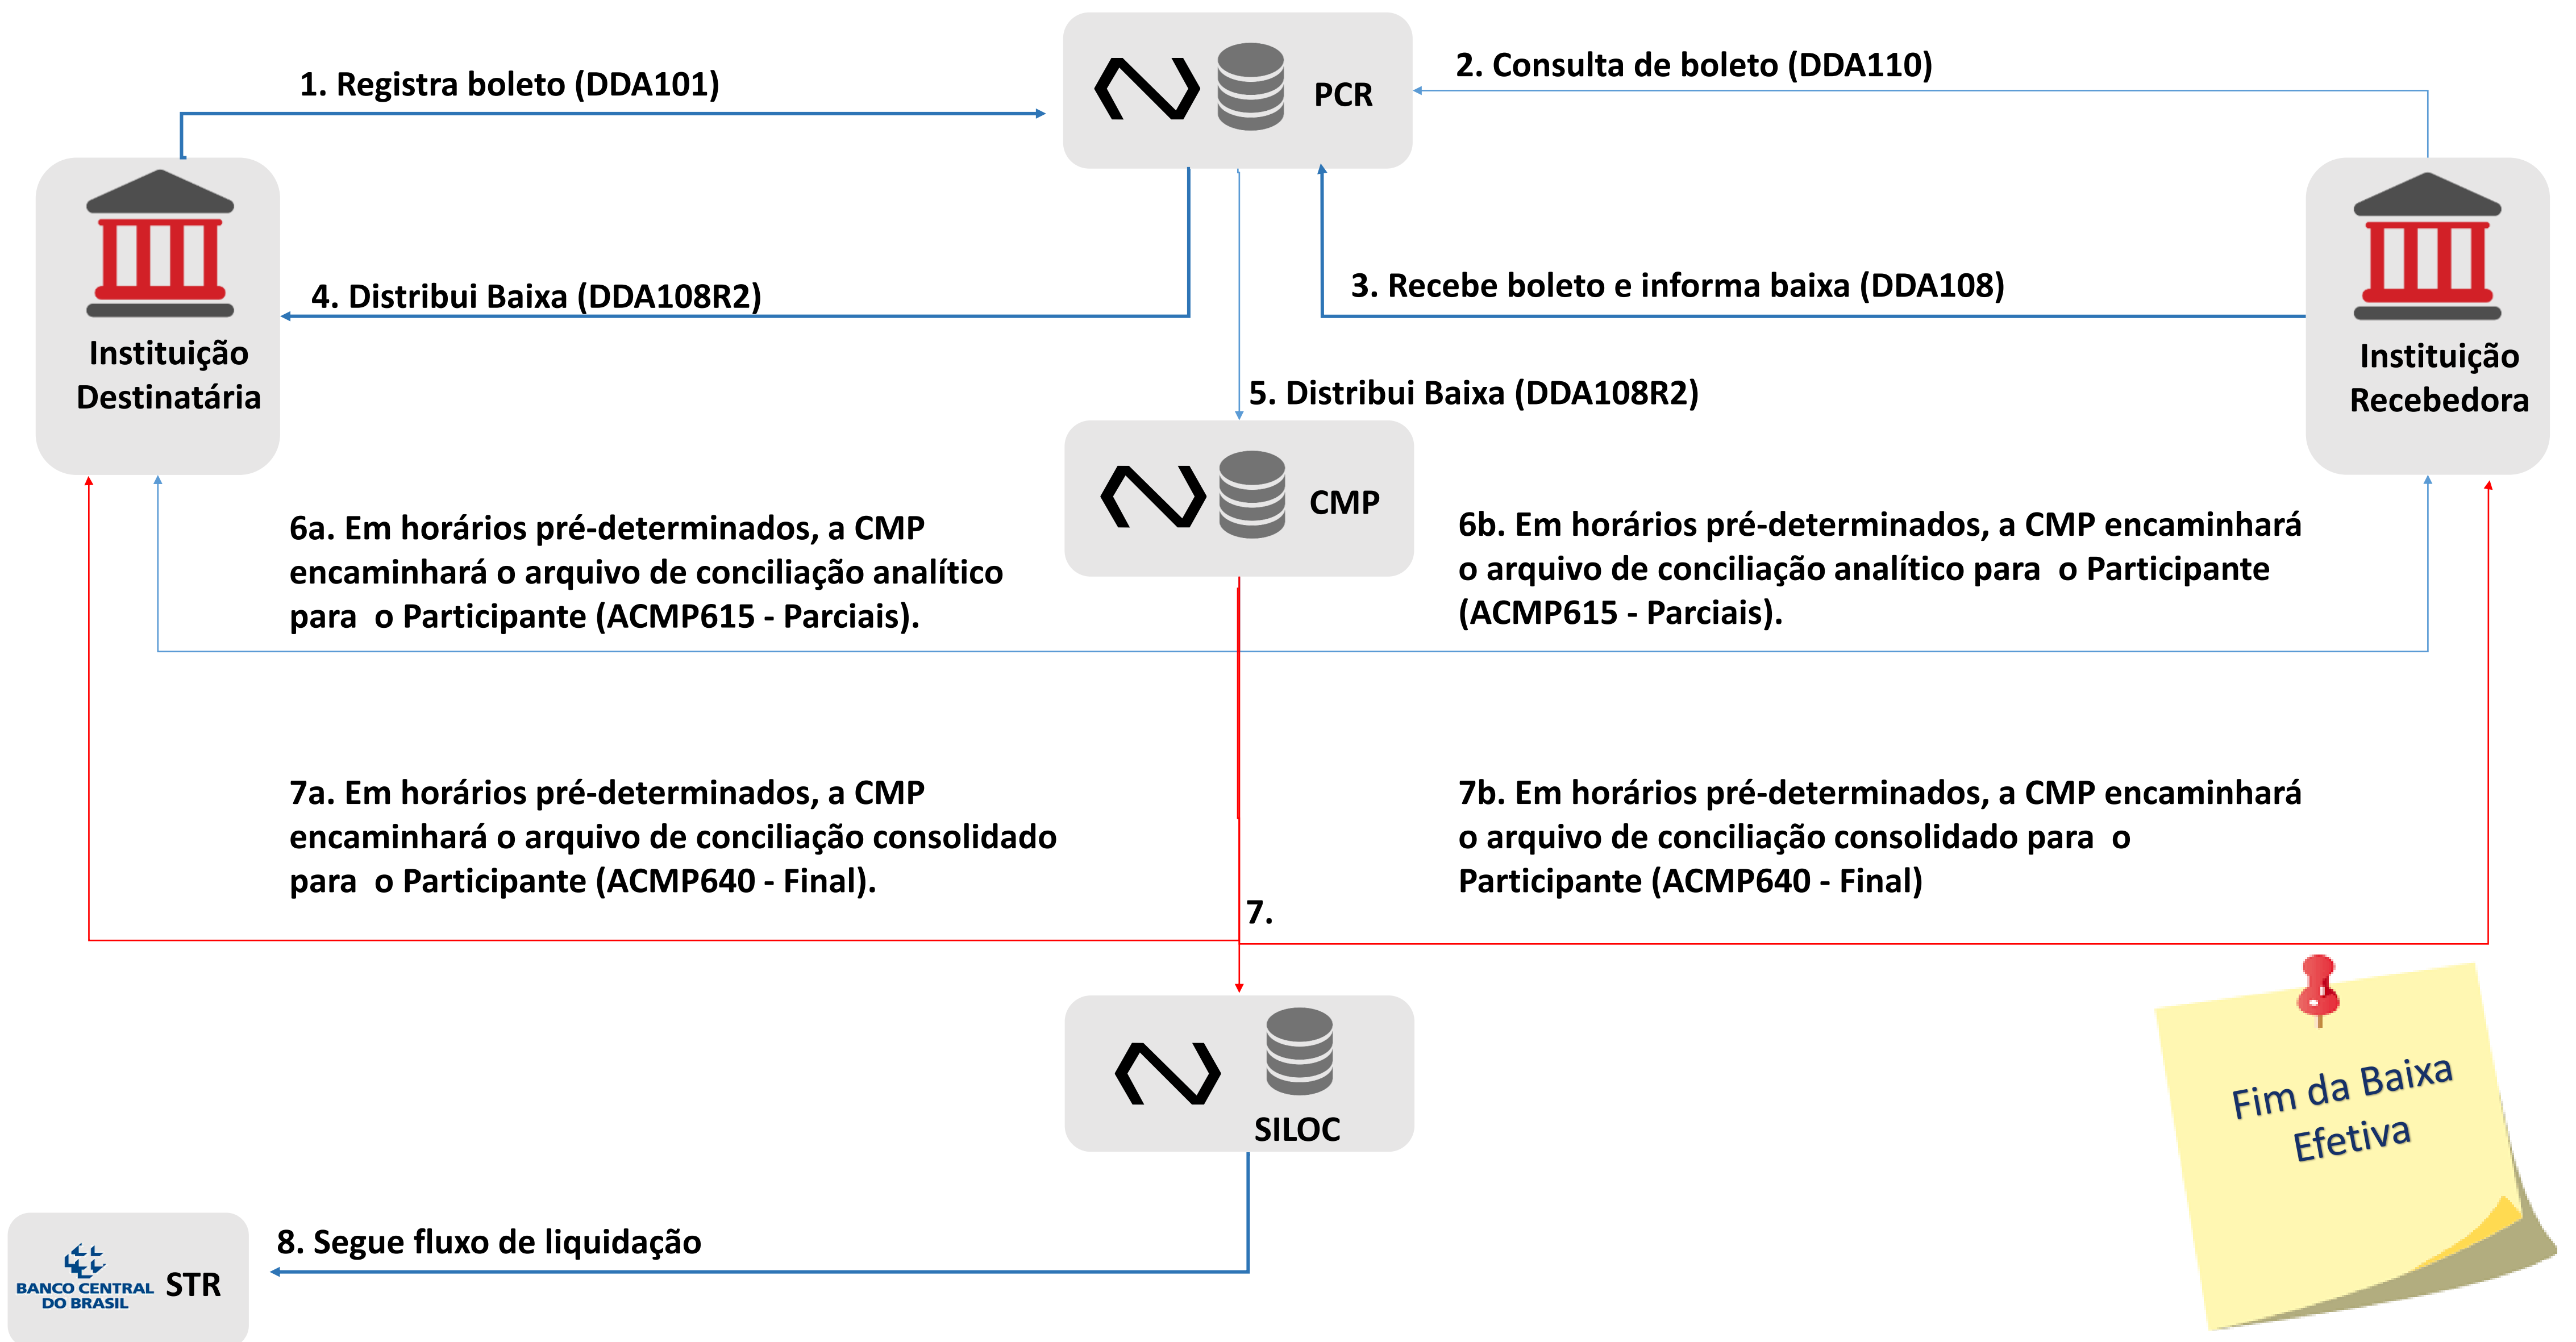 1. Registra boleto (DDA101)
PCR
2. Consulta de boleto (DDA110)
Instituição
Destinatária
4. Distribui Baixa (DDA108R2)
3. Recebe boleto e informa baixa (DDA108)
Instituição
Recebedora
5. Distribui Baixa (DDA108R2)
CMP
6a. Em horários pré-determinados, a CMP
encaminhará o arquivo de conciliação analítico
para  o Participante (ACMP615 - Parciais).
6b. Em horários pré-determinados, a CMP encaminhará
o arquivo de conciliação analítico para  o Participante
(ACMP615 - Parciais).
7a. Em horários pré-determinados, a CMP
encaminhará o arquivo de conciliação consolidado
para  o Participante (ACMP640 - Final).
7b. Em horários pré-determinados, a CMP encaminhará
o arquivo de conciliação consolidado para  o
Participante (ACMP640 - Final)
7.
SILOC
Fim da Baixa
Efetiva
8. Segue fluxo de liquidação
BANCO CENTRAL
DO BRASIL
STR